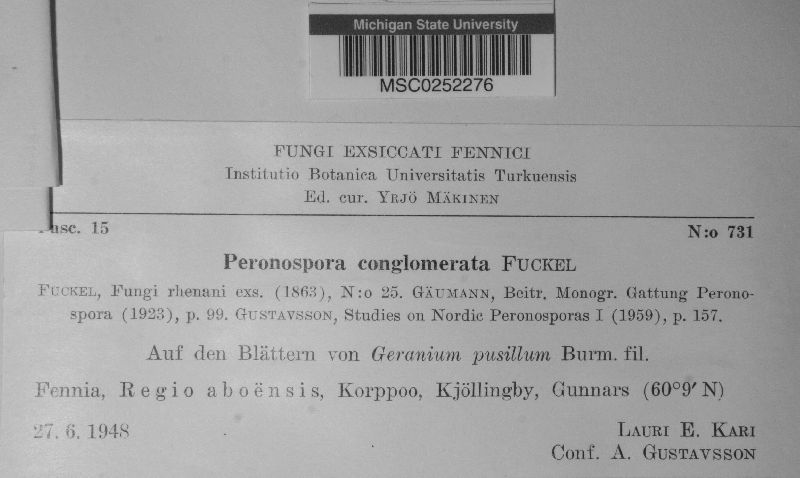 Michigan State University
MSC0252276
FUNGI EXSICCATI FENNICI
Institutio Botanica Universitatis Turkuensis
Ed. cur. YRJÖ MÄKINEN
Fasc. 15
N:o 731
Peronospora conglomerata FUCKEL
FUCKEL, Fungi rhenani exs. (1863), N:o 25. GÄUMANN, Beitr. Monogr. Gattung Perono-
spora (1923), p. 99. GUSTAVSSON, Studies on Nordic Peronosporas I (1959), p. 157.
Auf den Blättern von Geranium pusillum Burm. fil.
Fennia, Regio aboënsis, Korppoo, Kjöllingby, Gunnars (60°9′ N)
27. 6. 1948
LAURI E. KARI
Conf. A. GUSTAVSSON